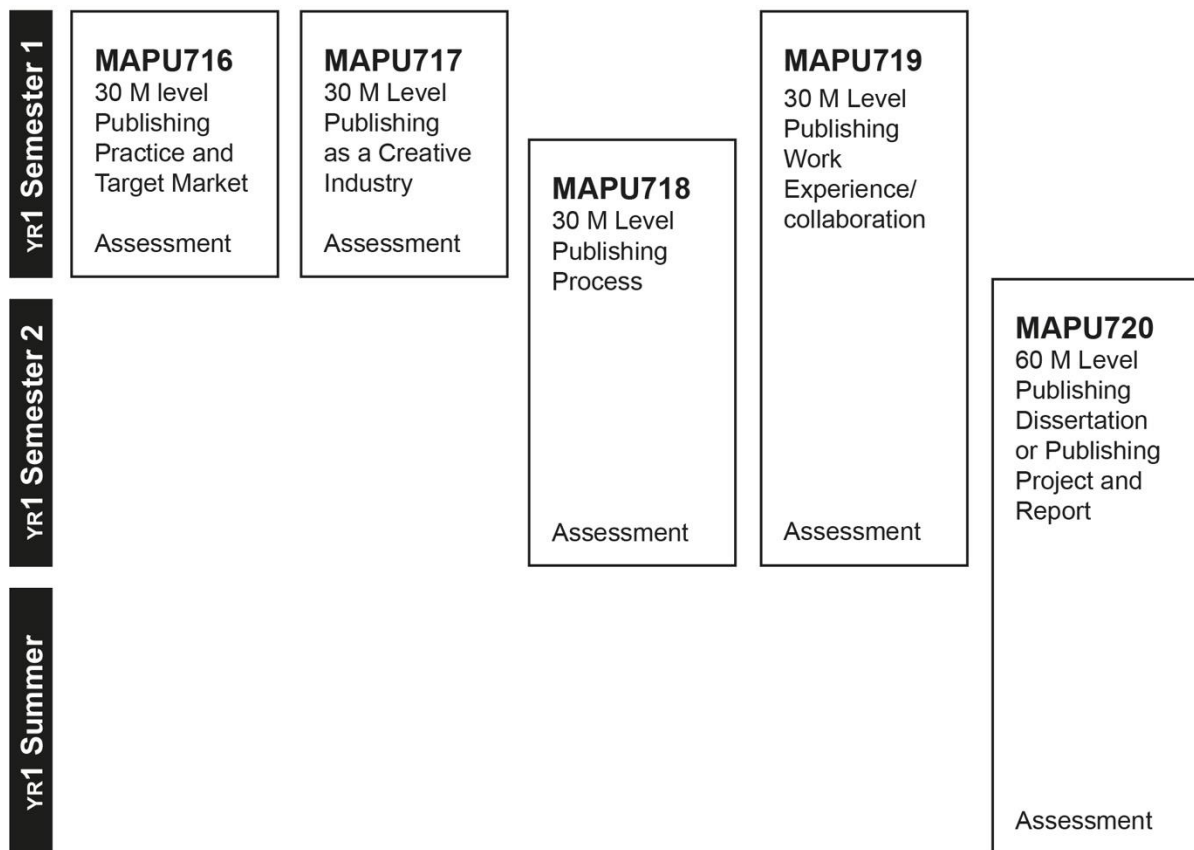 YR1 Semester 1
MAPU716
30 M level
Publishing
Practice and
Target Market
Assessment
MAPU717
30 M Level
Publishing
as a Creative
Industry
Assessment
MAPU718
30 M Level
Publishing
Process
Assessment
MAPU719
30 M Level
Publishing
Work
Experience/
collaboration
Assessment
YR1 Semester 2
MAPU720
60 M Level
Publishing
Dissertation
or Publishing
Project and
Report
Assessment
YR1 Summer